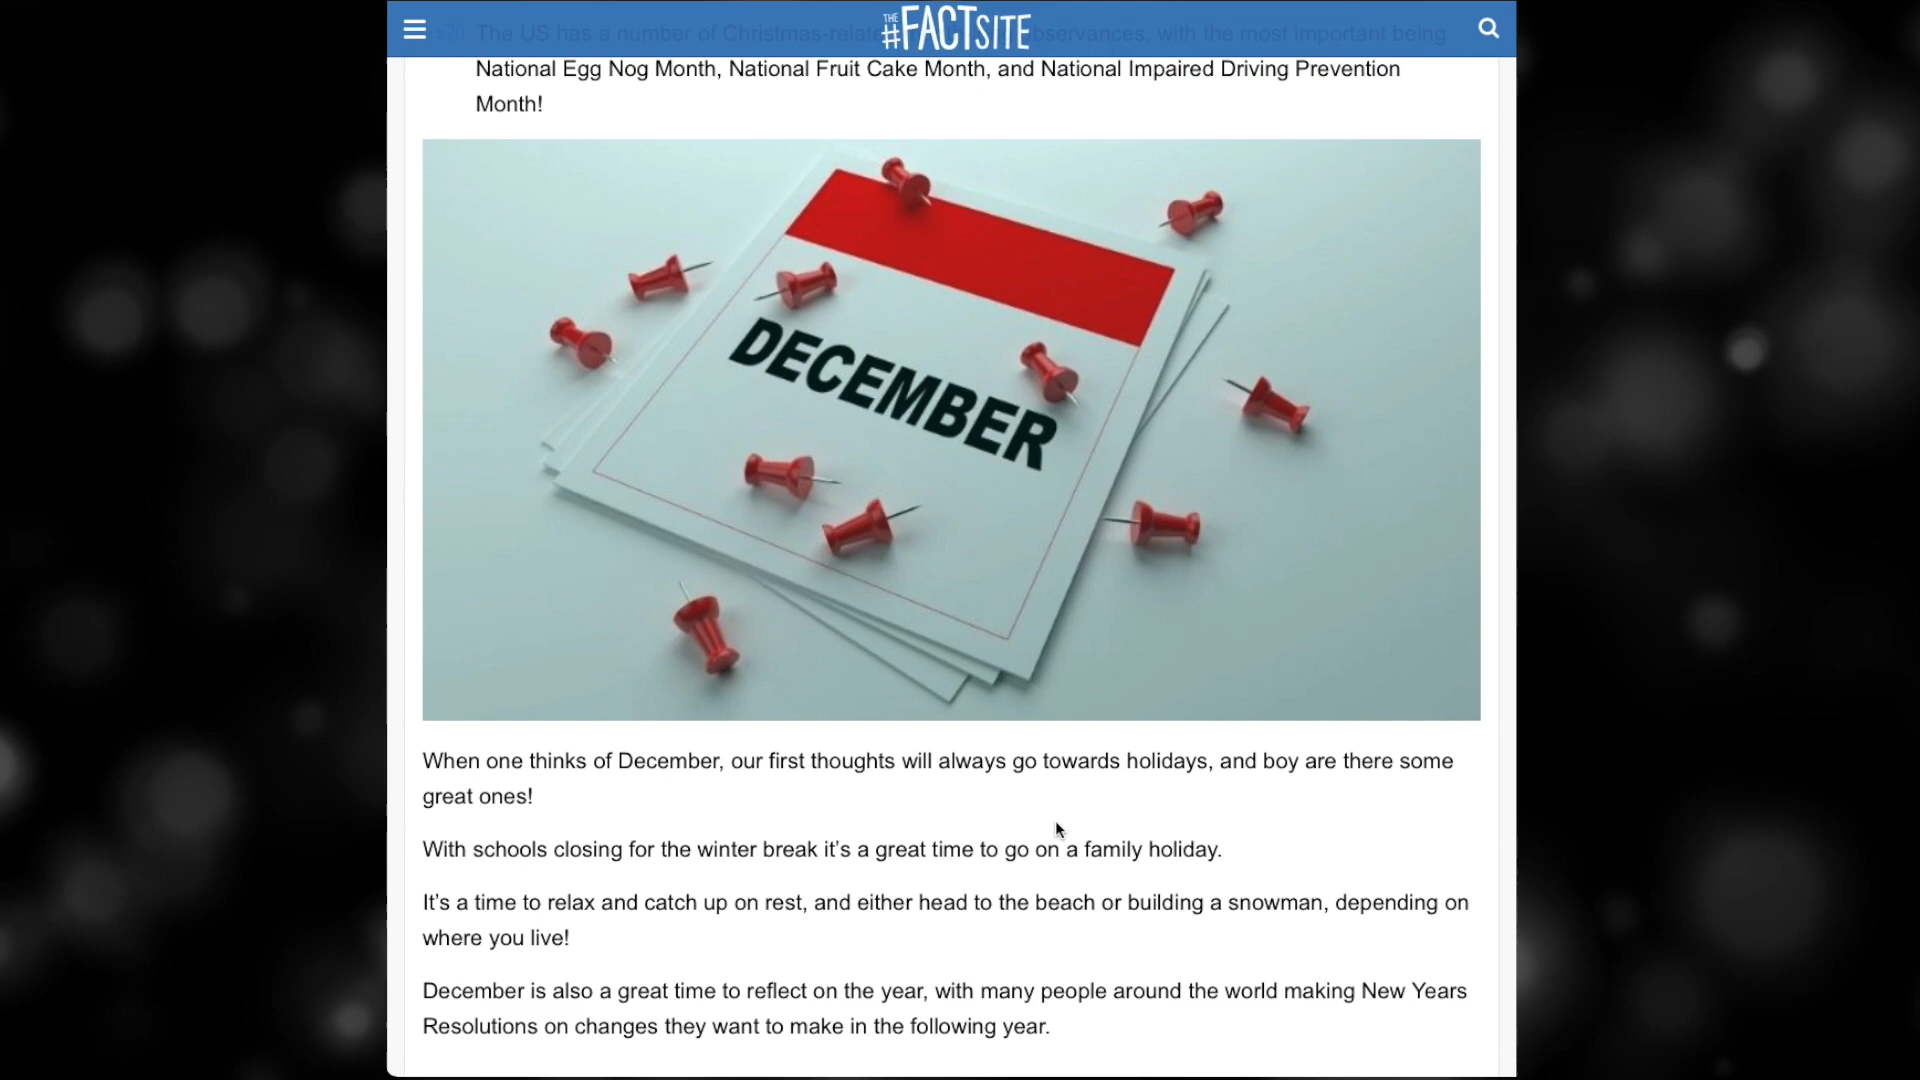 THE
#FACTSITE
#20 The US has a number of Christmas-relate bservances, with the most important being
National Egg Nog Month, National Fruit Cake Month, and National Impaired Driving Prevention
Month!
DECEMBER
When one thinks of December, our first thoughts will always go towards holidays, and boy are there some
great ones!
With schools closing for the winter break it’s a great time to go on a family holiday.
It’s a time to relax and catch up on rest, and either head to the beach or building a snowman, depending on
where you live!
December is also a great time to reflect on the year, with many people around the world making New Years
Resolutions on changes they want to make in the following year.